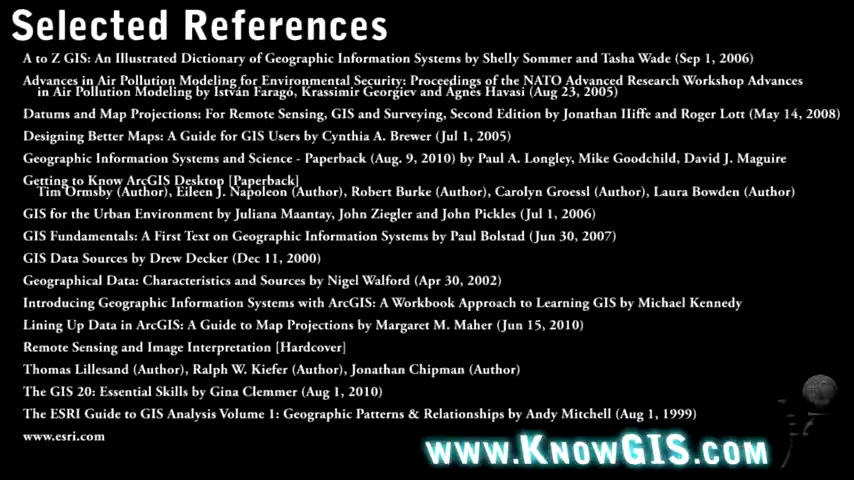 Selected References
A to Z GIS: An Illustrated Dictionary of Geographic Information Systems by Shelly Sommer and Tasha Wade (Sep 1, 2006)
Advances in Air Pollution Modeling for Environmental Security: Proceedings of the NATO Advanced Research Workshop Advances
in Air Pollution Modeling by István Faragó, Krassimir Georgiev and Ágnes Havasi (Aug 23, 2005)
Datums and Map Projections: For Remote Sensing, GIS and Surveying, Second Edition by Jonathan IIiffe and Roger Lott (May 14, 2008)
Designing Better Maps: A Guide for GIS Users by Cynthia A. Brewer (Jul 1, 2005)
Geographic Information Systems and Science - Paperback (Aug. 9, 2010) by Paul A. Longley, Mike Goodchild, David J. Maguire
Getting to Know ArcGIS Desktop [Paperback]
Tim Ormsby (Author), Eileen J. Napoleon (Author), Robert Burke (Author), Carolyn Groessl (Author), Laura Bowden (Author)
GIS for the Urban Environment by Juliana Maantay, John Ziegler and John Pickles (Jul 1, 2006)
GIS Fundamentals: A First Text on Geographic Information Systems by Paul Bolstad (Jun 30, 2007)
GIS Data Sources by Drew Decker (Dec 11, 2000)
Geographical Data: Characteristics and Sources by Nigel Walford (Apr 30, 2002)
Introducing Geographic Information Systems with ArcGIS: A Workbook Approach to Learning GIS by Michael Kennedy
Lining Up Data in ArcGIS: A Guide to Map Projections by Margaret M. Maher (Jun 15, 2010)
Remote Sensing and Image Interpretation [Hardcover]
Thomas Lillesand (Author), Ralph W. Kiefer (Author), Jonathan Chipman (Author)
The GIS 20: Essential Skills by Gina Clemmer (Aug 1, 2010)
The ESRI Guide to GIS Analysis Volume 1: Geographic Patterns & Relationships by Andy Mitchell (Aug 1, 1999)
www.esri.com
www.KnowGIS.com